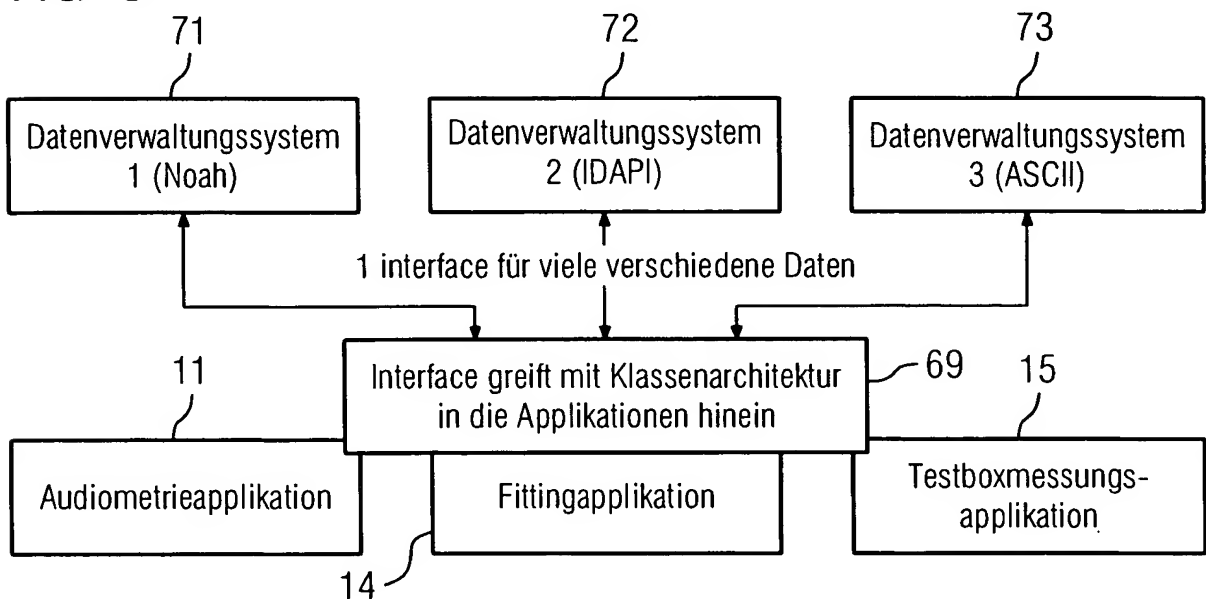 71
72
73
Datenverwaltungssystem
1 (Noah)
Datenverwaltungssystem
2 (IDAPI)
Datenverwaltungssystem
3 (ASCII)
1 interface für viele verschiedene Daten
Interface greift mit Klassenarchitektur
in die Applikationen hinein
69
11
15
Audiometrieapplikation
Fittingapplikation
Testboxmessungs-
applikation
14